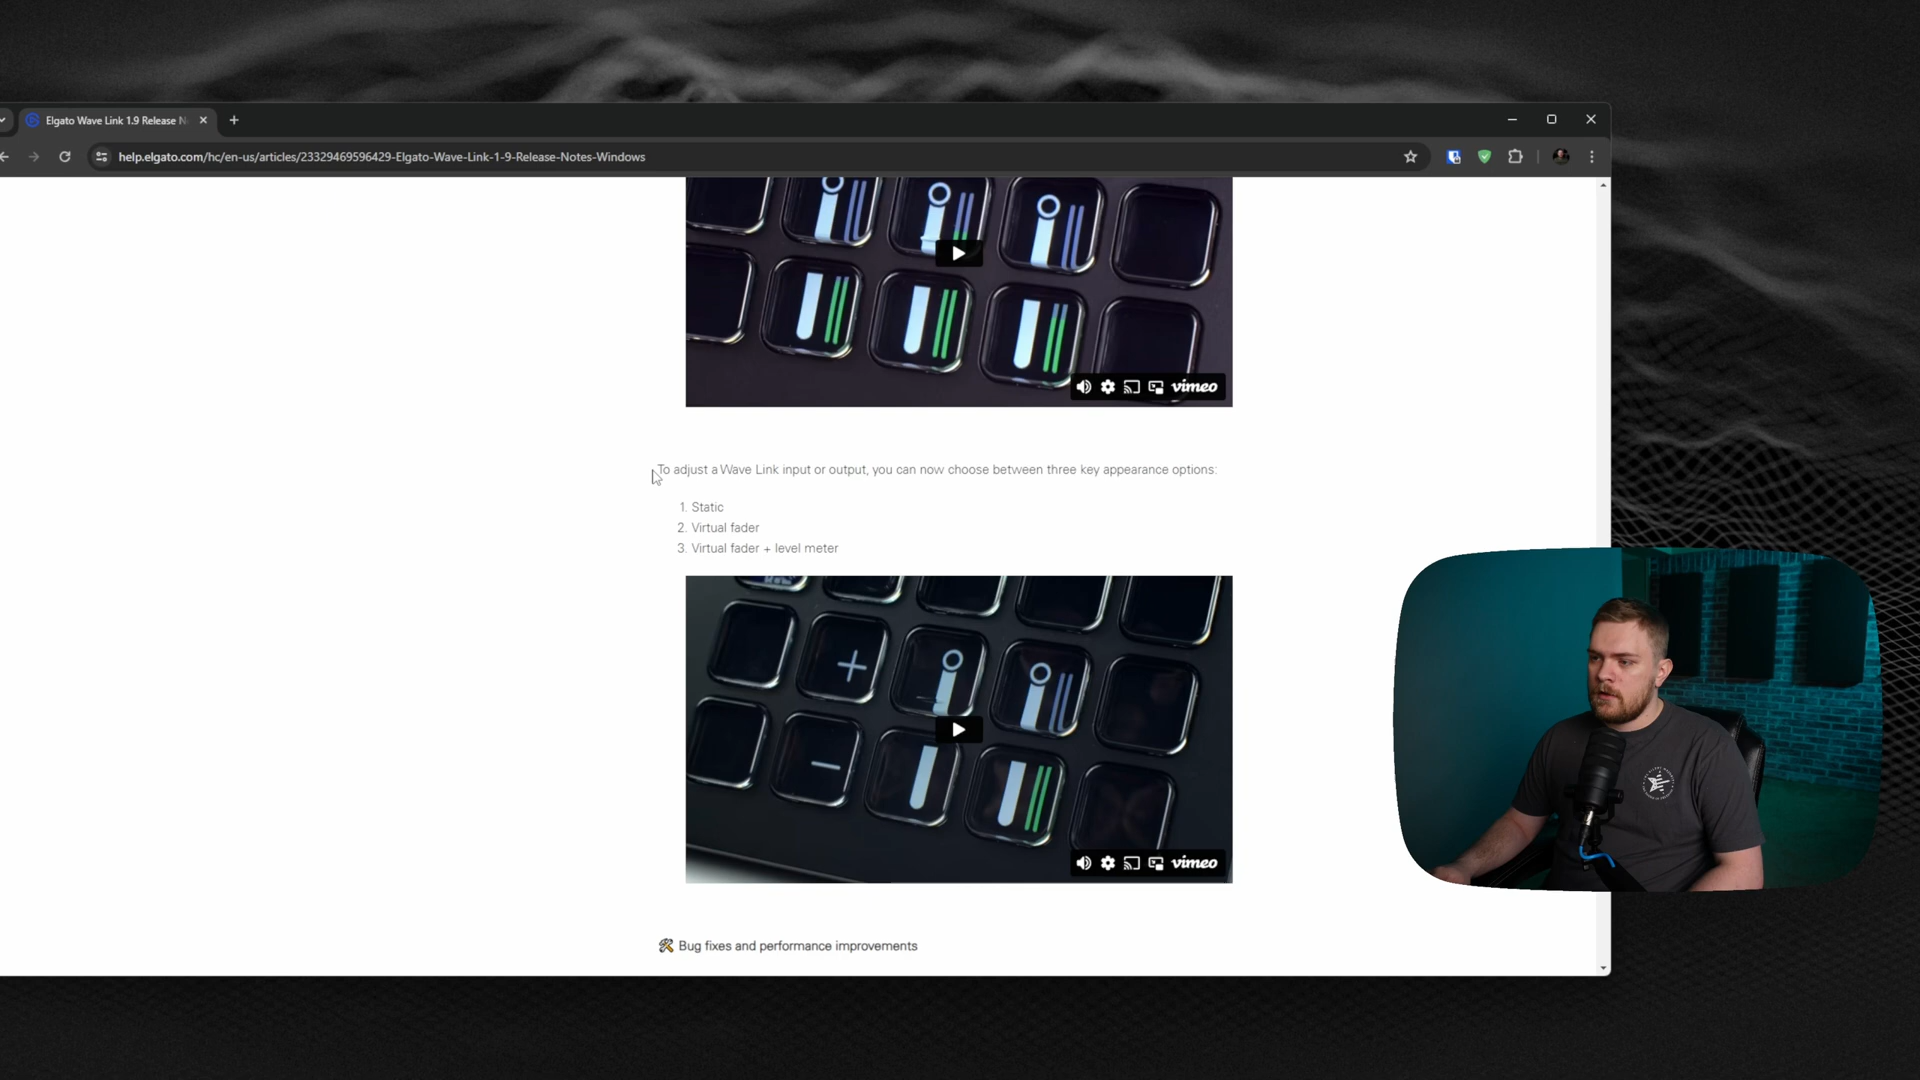 Elgato Wave Link 1.9 Release N
help.elgato.com/hc/en-us/articles/23329469596429-Elgato-Wave-Link-1-9-Release-Notes-Windows
vimeo
To adjust a Wave Link input or output, you can now choose between three key appearance options:
1. Static
2. Virtual fader
3. Virtual fader + level meter
vimeo
🛠 Bug fixes and performance improvements